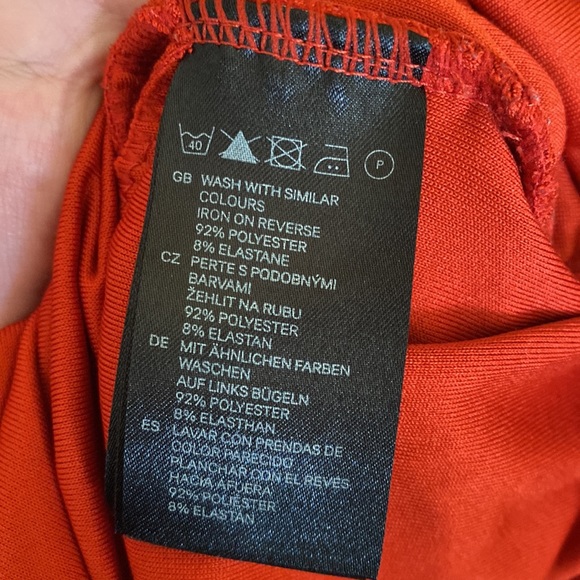 40 P
GB WASH WITH SIMILAR
COLOURS
IRON ON REVERSE
92% POLYESTER
8% ELASTANE
CZ PERTE S PODOBNÝMI
BARVAMI
ŽEHLIT NA RUBU
92% POLYESTER
8% ELASTAN
DE MIT ÄHNLICHEN FARBEN
WASCHEN
AUF LINKS BÜGELN
92% POLYESTER
8% ELASTHAN
ES LAVAR CON PRENDAS DE
COLOR PARECIDO
PLANCHAR CON EL REVÉS
HACIA AFUERA
92% POLIÉSTER
8% ELASTÁN